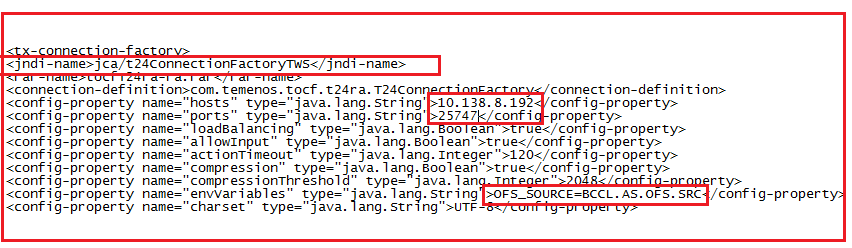 <tx-connection-factory>
<jndi-name>jca/t24ConnectionFactoryTWS</jndi-name>
<rar-name>tocft24ra-ra.rar</rar-name>
<connection-definition>com.temenos.tocf.t24ra.T24ConnectionFactory</connection-definition>
<config-property name="hosts" type="java.lang.String">10.138.8.192</config-property>
<config-property name="ports" type="java.lang.String">25747</config-property>
<config-property name="loadBalancing" type="java.lang.Boolean">true</config-property>
<config-property name="allowInput" type="java.lang.Boolean">true</config-property>
<config-property name="actionTimeout" type="java.lang.Integer">120</config-property>
<config-property name="compression" type="java.lang.Boolean">true</config-property>
<config-property name="compressionThreshold" type="java.lang.Integer">2048</config-property>
<config-property name="envVariables" type="java.lang.String">OFS_SOURCE=BCCL.AS.OFS.SRC</config-property>
<config-property name="charset" type="java.lang.String">UTF-8</config-property>